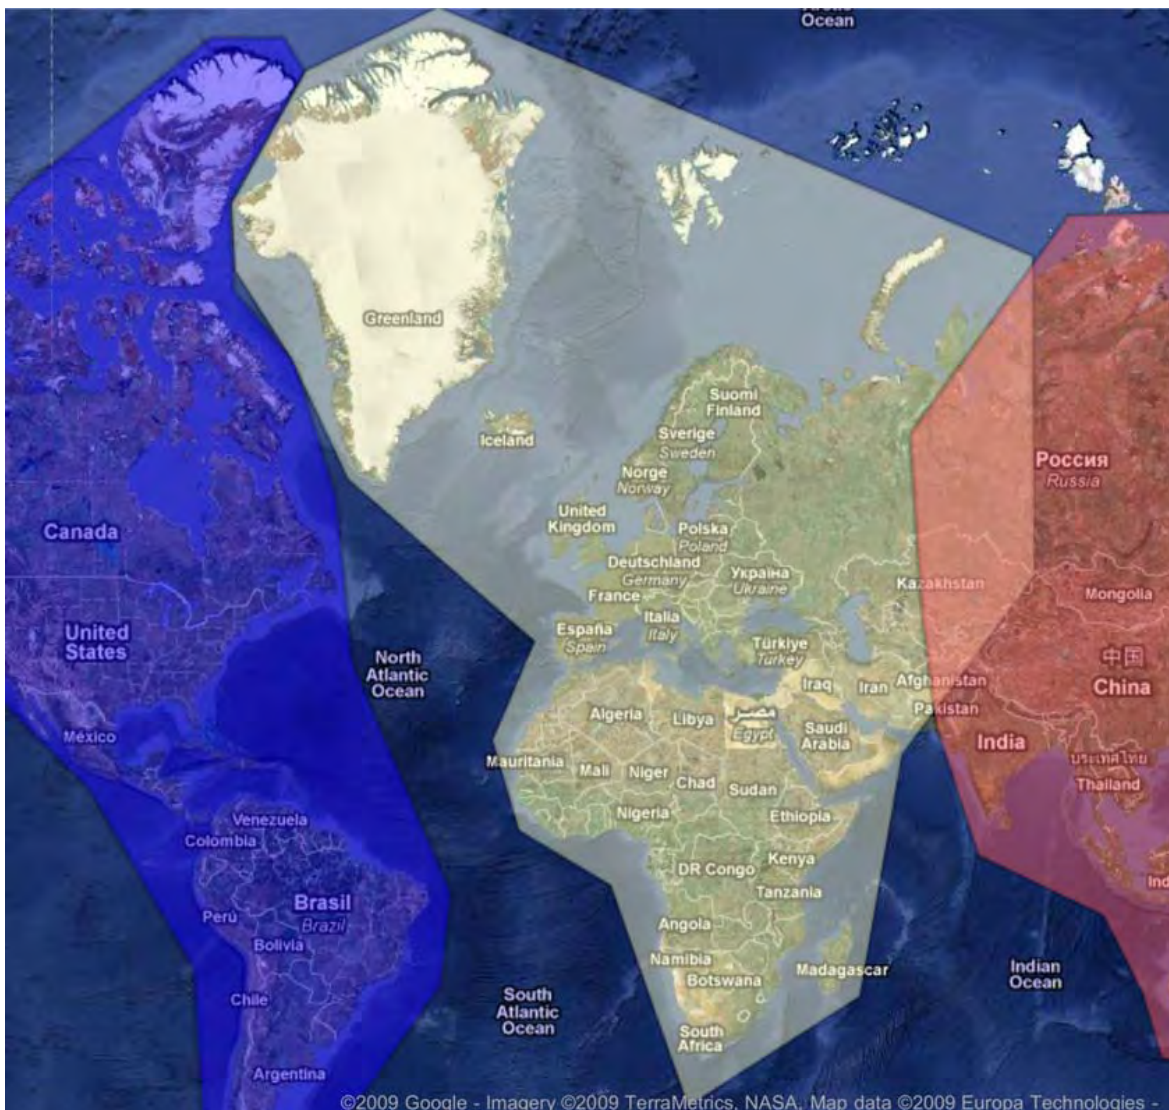 Arctic
Ocean
Greenland
Iceland
Suomi
Finland
Sverige
Sweden
Norge
Norway
Россия
Russia
United
Kingdom
Polska
Poland
Canada
Deutschland
Germany
Україна
Ukraine
Kazakhstan
Mongolia
France
United
States
España
Spain
Italia
Italy
Türkiye
Turkey
中国
China
North
Atlantic
Ocean
Iraq
Iran
Afghanistan
Pakistan
México
Algeria
Libya
مصر
Egypt
Saudi
Arabia
India
ประเทศไทย
Thailand
Mauritania
Mali
Niger
Chad
Sudan
Venezuela
Colombia
Nigeria
Ethiopia
DR Congo
Kenya
Tanzania
Ind
Brasil
Brazil
Perú
Bolivia
Angola
Namibia
Botswana
Madagascar
Indian
Ocean
Chile
South
Atlantic
Ocean
South
Africa
Argentina
©2009 Google - Imagery ©2009 TerraMetrics, NASA, Map data ©2009 Europa Technologies -